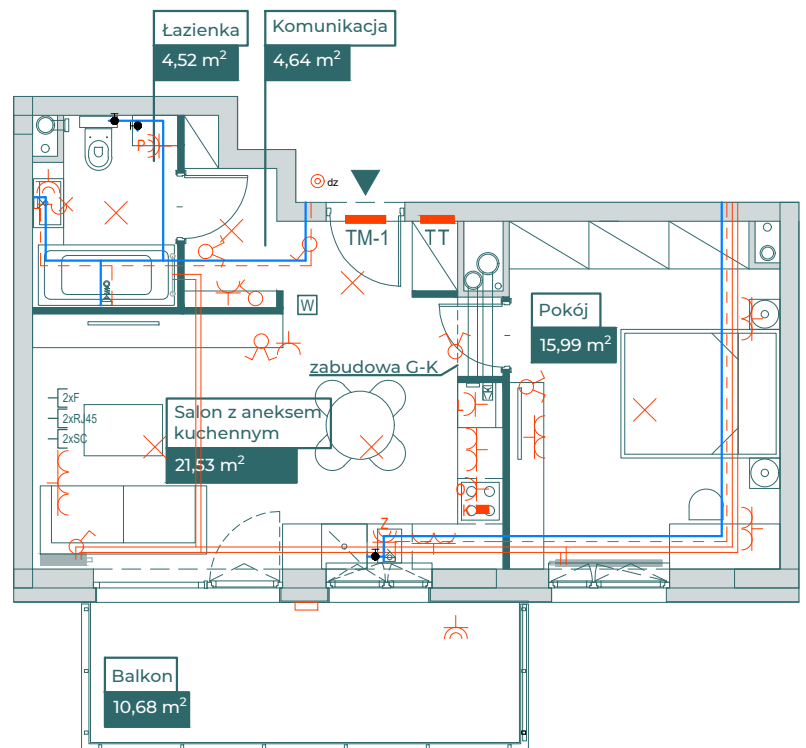 Łazienka
4,52 m²
Komunikacja
4,64 m²
P
dz
TM-1
TT
W
Pokój
15,99 m²
zabudowa G-K
2xF
2xRJ45
2xSC
Salon z aneksem
kuchennym
21,53 m²
L
O
K
Z
Balkon
10,68 m²